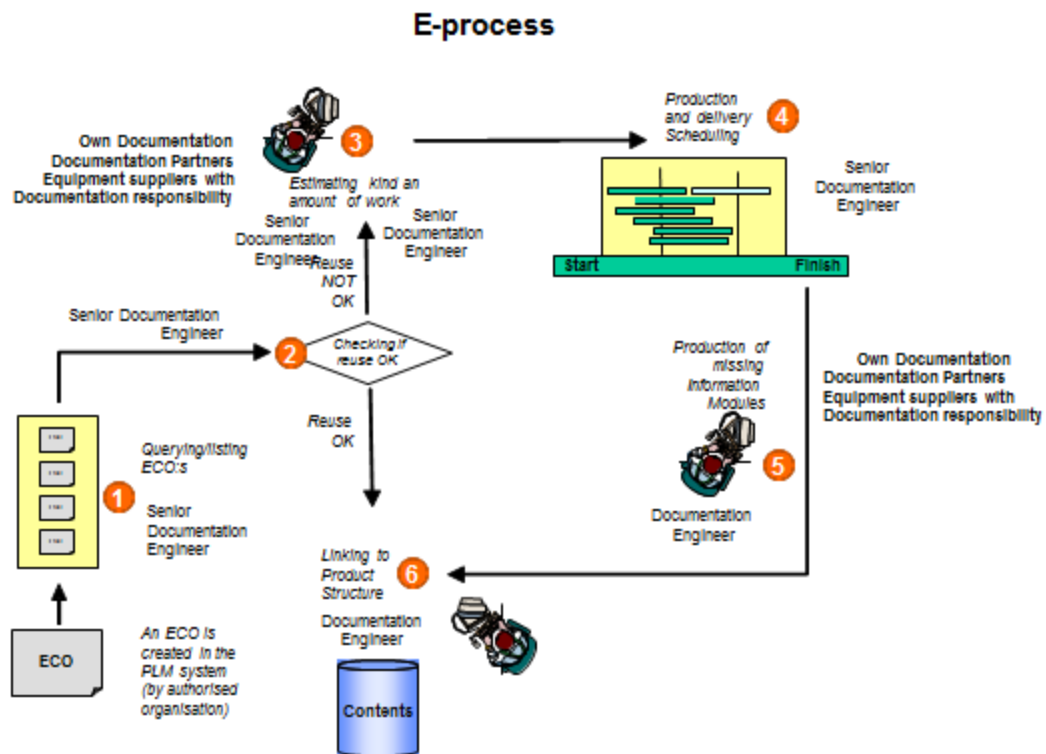 E-process
Own Documentation
Documentation Partners
Equipment suppliers with
Documentation responsibility
3
Estimating kind an
amount of work
Senior
Documentation
Engineer
Senior
Documentation
Engineer
Production
and delivery
Scheduling
4
Senior
Documentation
Engineer
Start
Finish
Reuse
NOT
OK
Senior Documentation
Engineer
2
Checking if
reuse OK
Reuse
OK
Production of
missing
Information
Modules
5
Documentation
Engineer
Own Documentation
Documentation Partners
Equipment suppliers with
Documentation responsibility
1
Querying/listing
ECO:s
Senior
Documentation
Engineer
ECO
An ECO is
created in the
PLM system
(by authorised
organisation)
Linking to
Product
Structure
6
Documentation
Engineer
Contents